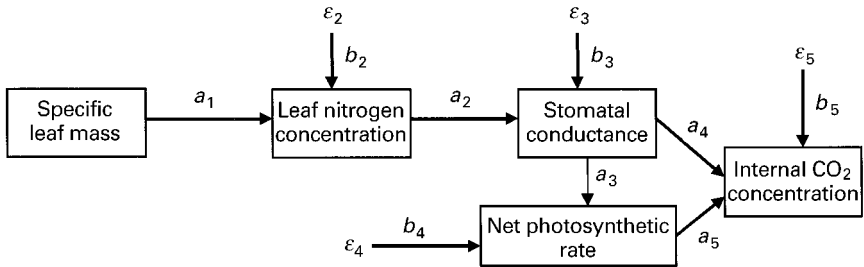 ε2
ε3
ε5
b2
b3
b5
Specific
leaf mass
a1
Leaf nitrogen
concentration
a2
Stomatal
conductance
a4
Internal CO2
concentration
a3
ε4
b4
Net photosynthetic
rate
a5